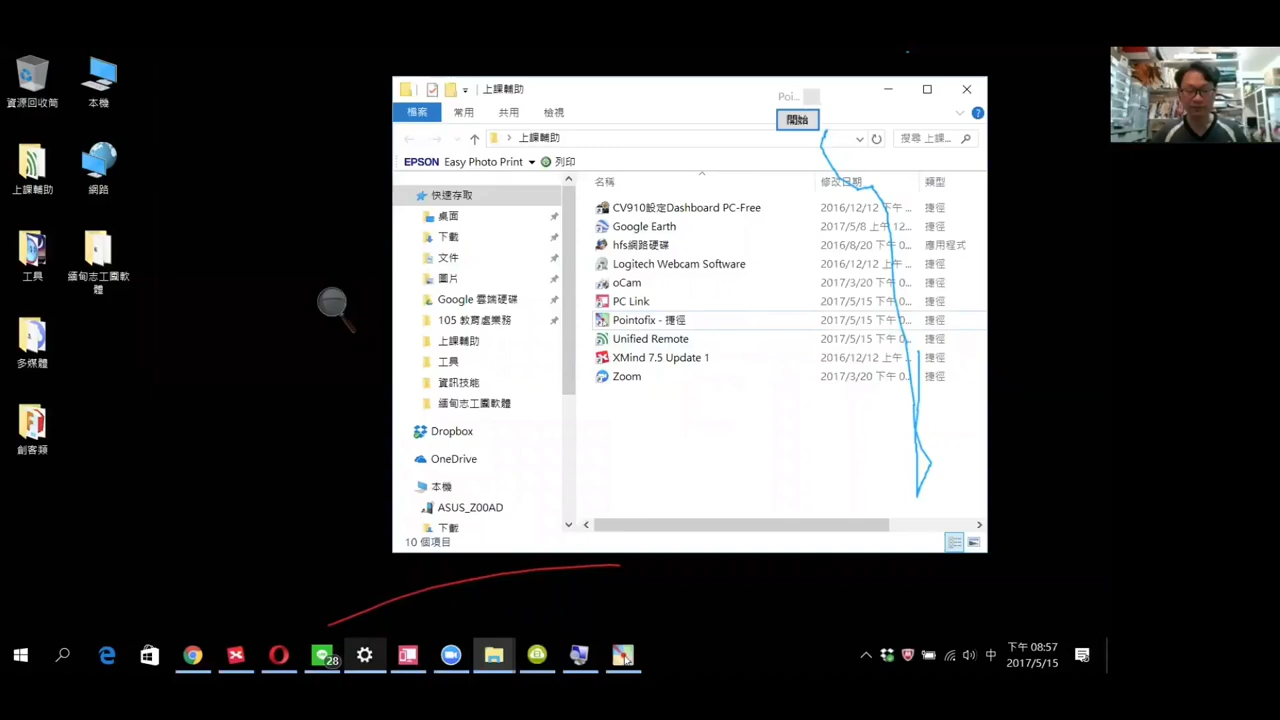 資源回收筒
本機
上課輔助
網路
工具
緬甸志工團軟
體
多媒體
創客類
上課輔助
Poi...
檔案
常用
共用
檢視
開始
上課輔助
搜尋 上課...
EPSON Easy Photo Print
列印
名稱
修改日期
類型
快速存取
桌面
下載
文件
圖片
Google 雲端硬碟
105 教育處業務
上課輔助
工具
資訊技能
緬甸志工團軟體
Dropbox
OneDrive
本機
ASUS_Z00AD
下載
CV910設定Dashboard PC-Free 2016/12/12 下午 ... 捷徑
Google Earth 2017/5/8 上午 12... 捷徑
hfs網路硬碟 2016/8/20 下午 0... 應用程式
Logitech Webcam Software 2016/12/12 上午 ... 捷徑
oCam 2017/3/20 下午 0... 捷徑
PC Link 2017/5/15 下午 0... 捷徑
Pointofix - 捷徑 2017/5/15 下午 0... 捷徑
Unified Remote 2017/5/15 下午 0... 捷徑
XMind 7.5 Update 1 2016/12/12 上午 ... 捷徑
Zoom 2017/3/20 下午 0... 捷徑
10 個項目
28
中
下午 08:57
2017/5/15